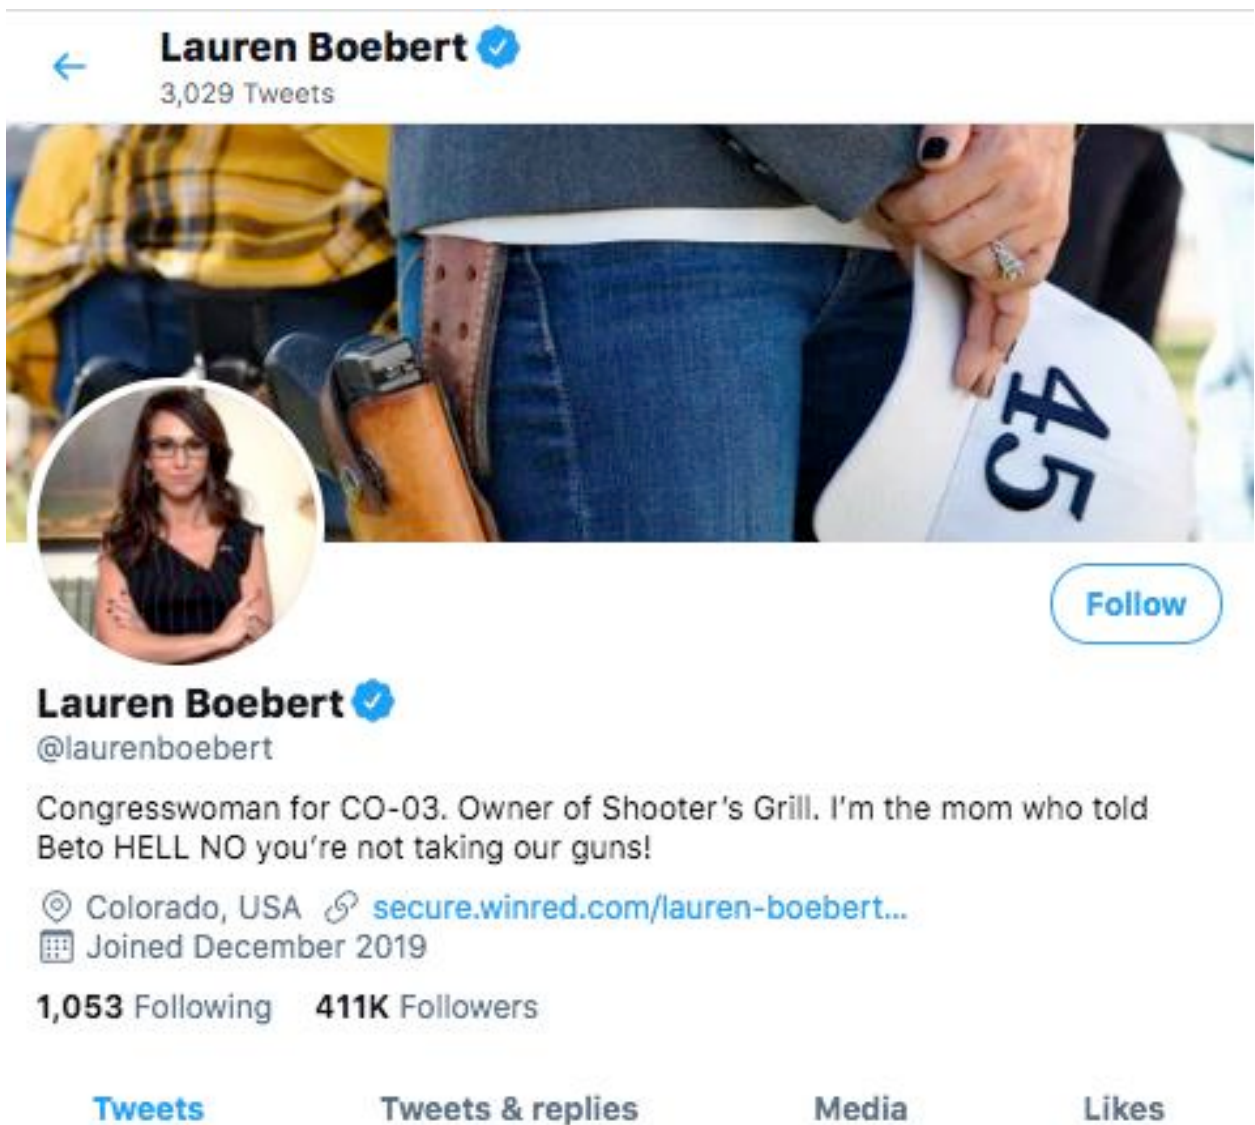 Lauren Boebert
3,029 Tweets
45
Follow
Lauren Boebert
@laurenboebert
Congresswoman for CO-03. Owner of Shooter's Grill. I'm the mom who told
Beto HELL NO you're not taking our guns!
Colorado, USA secure.winred.com/lauren-boebert...
Joined December 2019
1,053 Following 411K Followers
Tweets Tweets & replies Media Likes